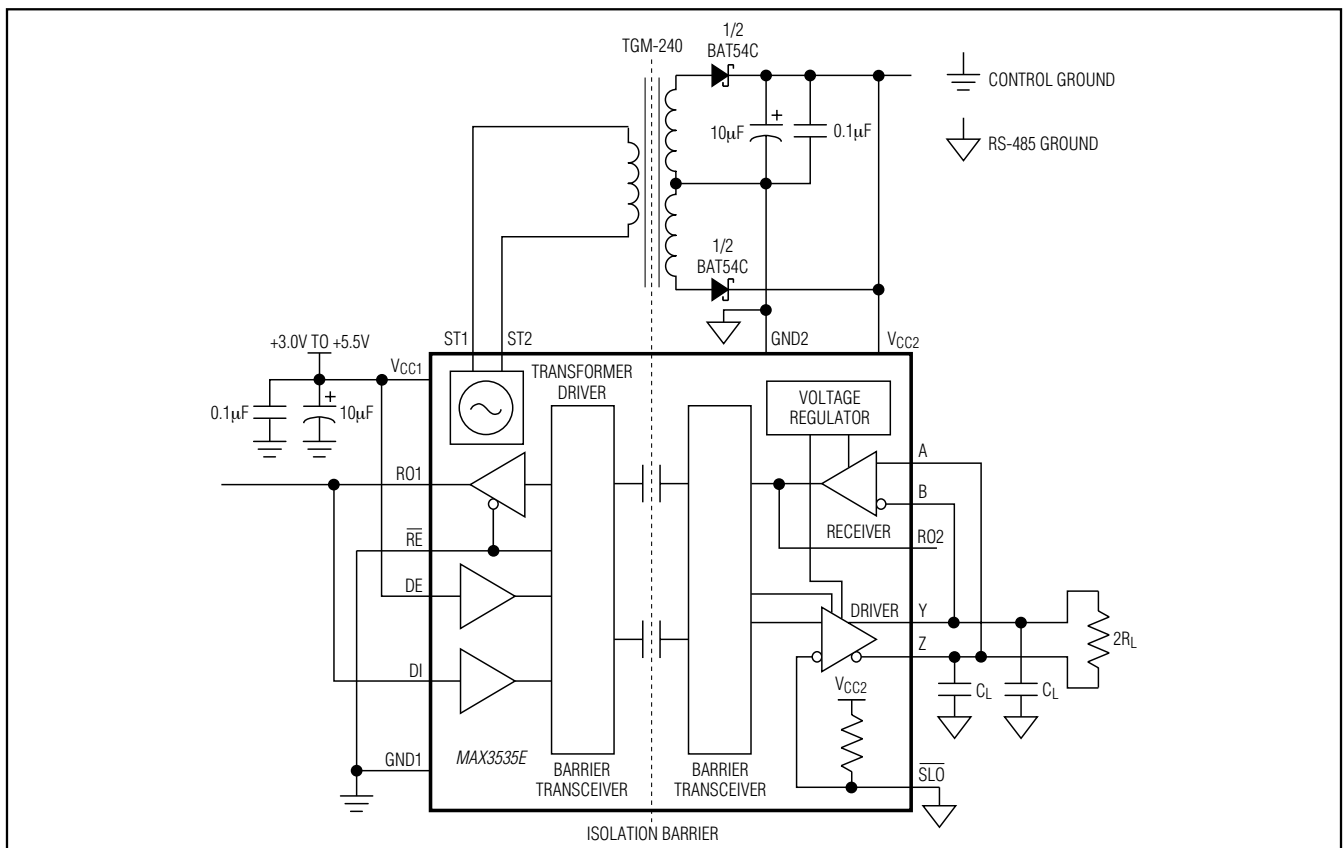 1/2
BAT54C
TGM-240
CONTROL GROUND
10µF
+
0.1µF
RS-485 GROUND
1/2
BAT54C
+3.0V TO +5.5V
ST1
ST2
GND2
VCC2
VCC1
0.1µF
+
10µF
TRANSFORMER
DRIVER
VOLTAGE
REGULATOR
A
RO1
B
RECEIVER
RO2
R̅E̅
DE
DRIVER
Y
Z
2RL
DI
VCC2
CL
CL
GND1
MAX3535E
BARRIER
TRANSCEIVER
BARRIER
TRANSCEIVER
S̅L̅O̅
ISOLATION BARRIER